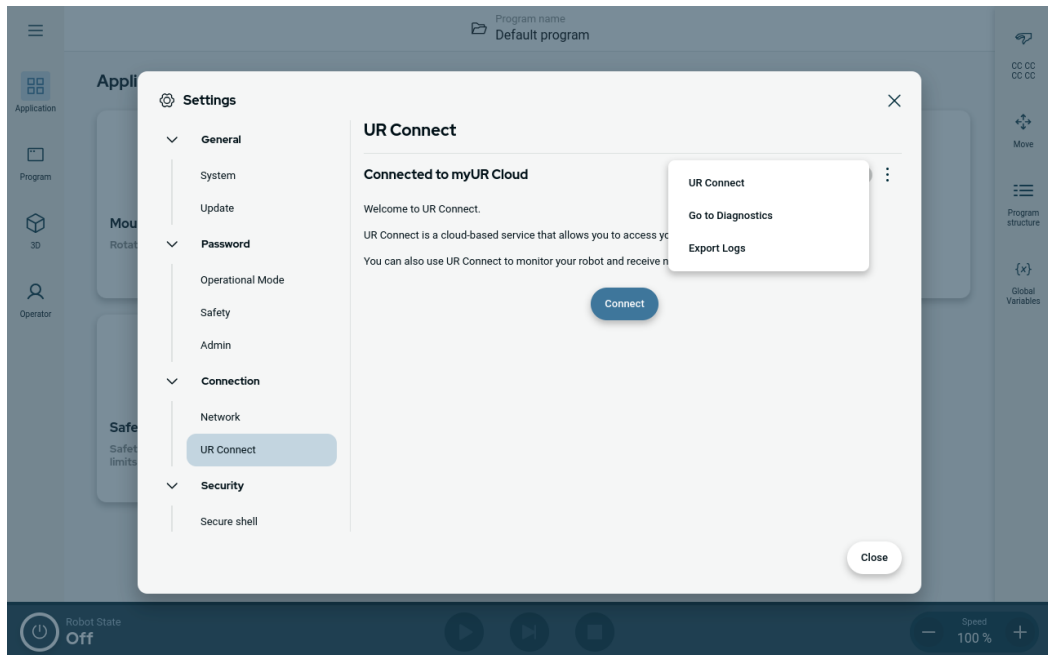 Program name
Default program
Application
Program
3D
Operator
Appli
Mou
Rotat
Safe
Safet
limits
Settings
General
System
Update
Password
Operational Mode
Safety
Admin
Connection
Network
UR Connect
Security
Secure shell
UR Connect
Connected to myUR Cloud
Welcome to UR Connect.
UR Connect is a cloud-based service that allows you to access yo
You can also use UR Connect to monitor your robot and receive n
Connect
UR Connect
Go to Diagnostics
Export Logs
Close
CC CC
CC CC
Move
Program
structure
{x}
Global
Variables
Robot State
Off
Speed
100 %